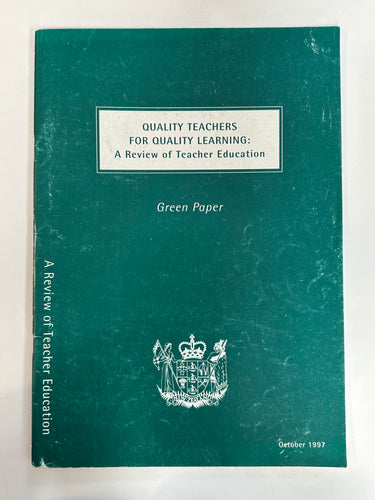 QUALITY TEACHERS
FOR QUALITY LEARNING:
A Review of Teacher Education
Green Paper
A Review of Teacher Education
October 1997